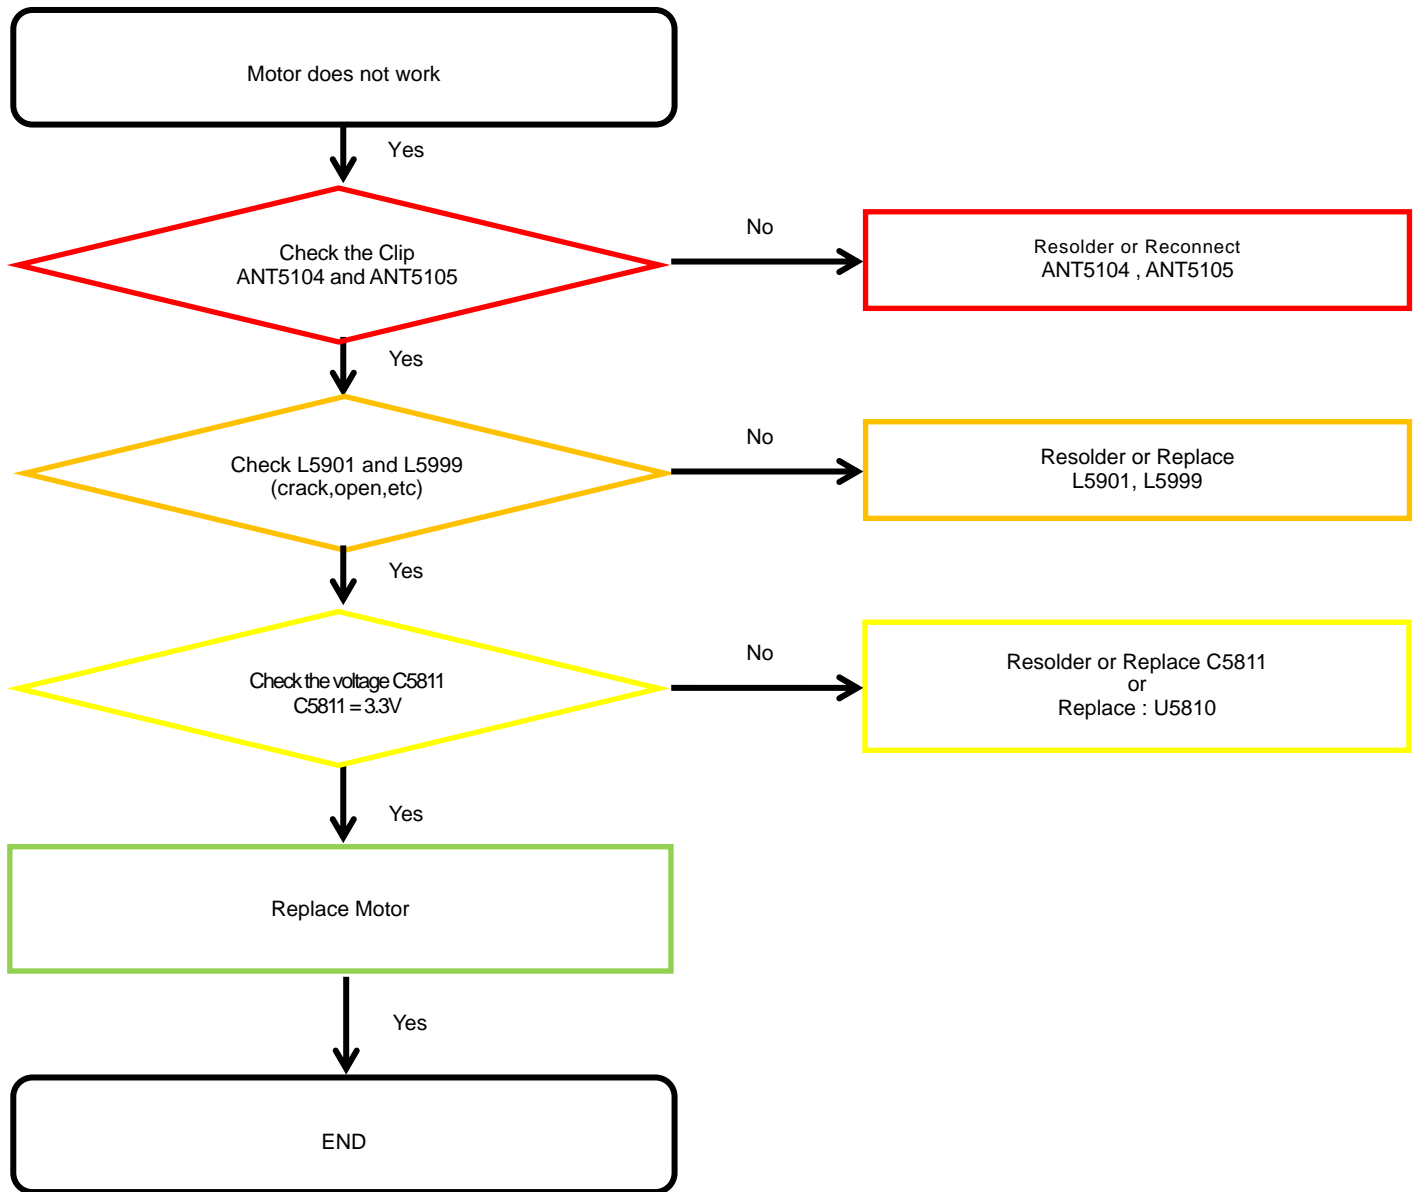 Motor does not work
Yes
Check the Clip
ANT5104 and ANT5105
No
Resolder or Reconnect
ANT5104 , ANT5105
Yes
Check L5901 and L5999
(crack,open,etc)
No
Resolder or Replace
L5901, L5999
Yes
Check the voltage C5811
C5811 = 3.3V
No
Resolder or Replace C5811
or
Replace : U5810
Yes
Replace Motor
Yes
END